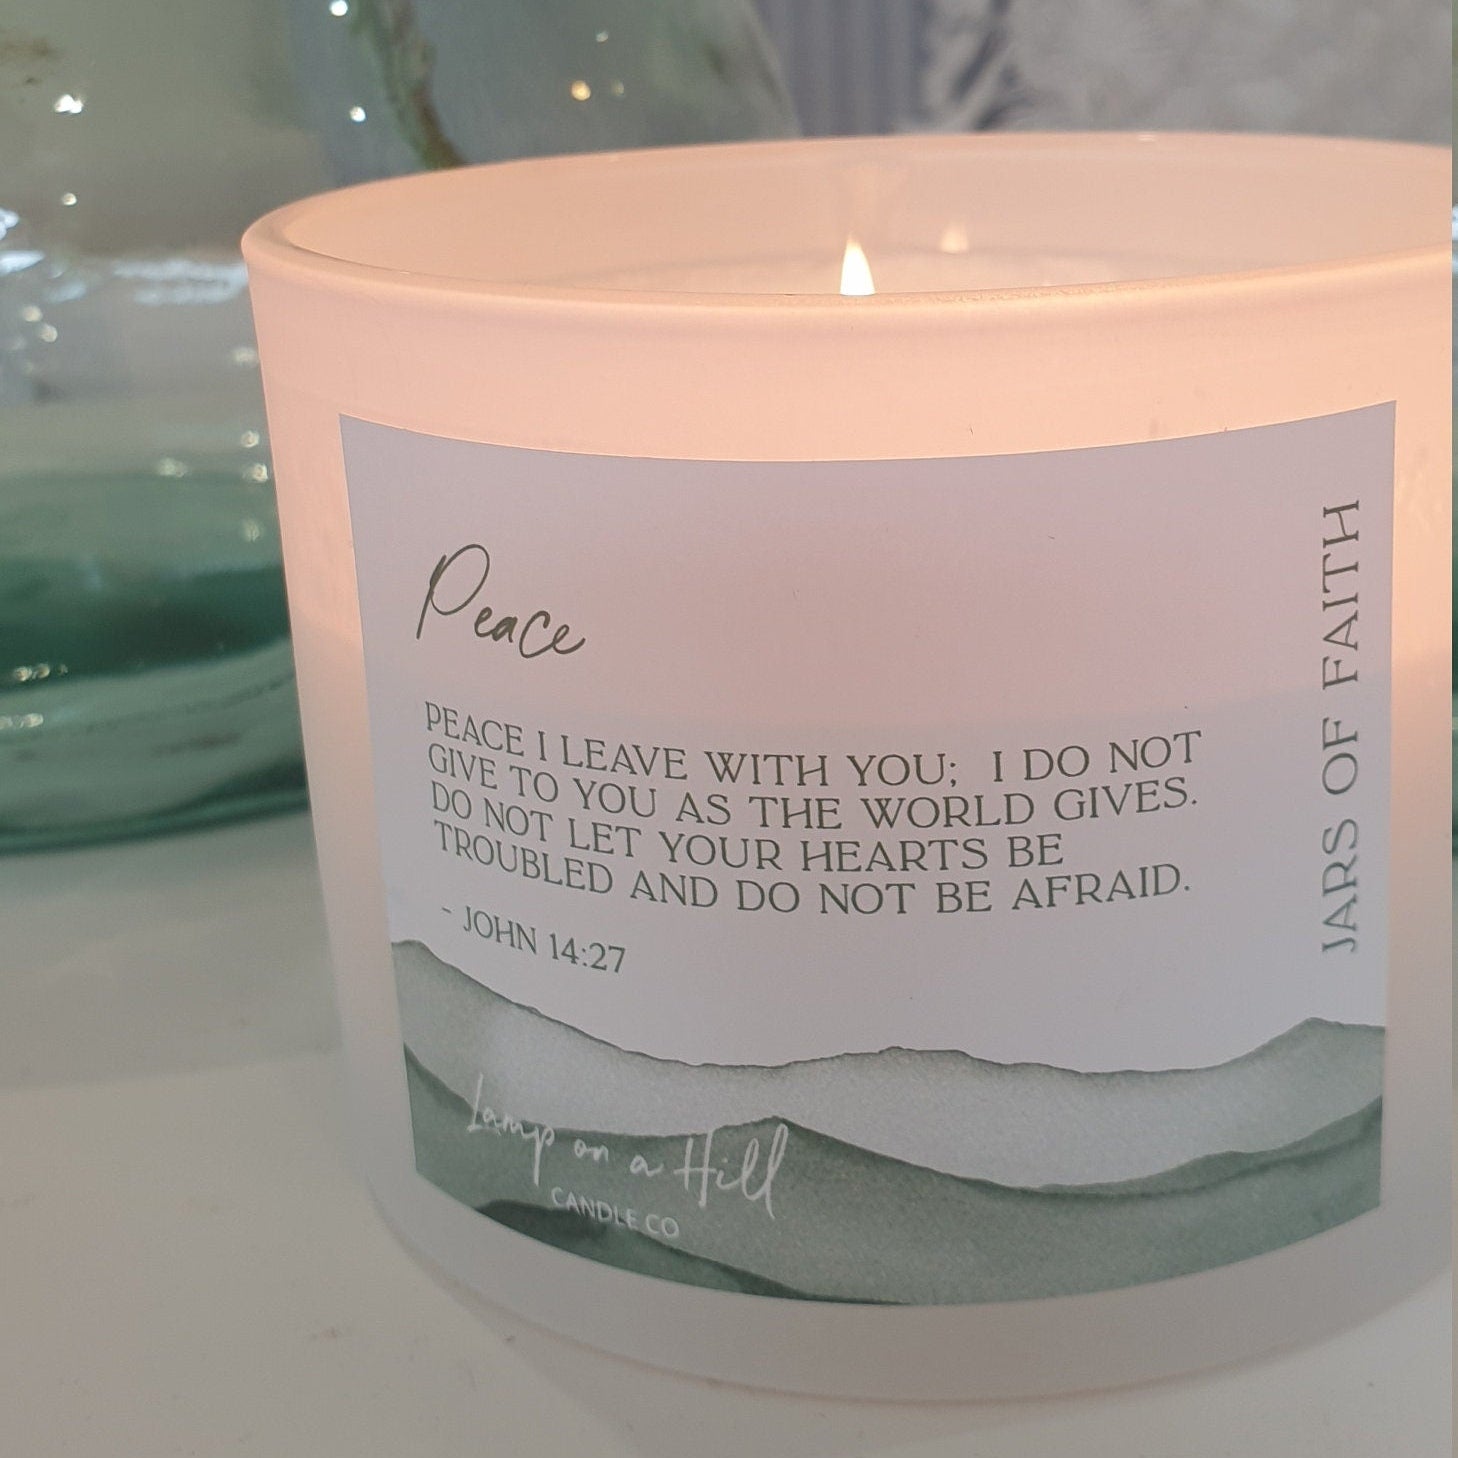 Peace
PEACE I LEAVE WITH YOU; I DO NOT
GIVE TO YOU AS THE WORLD GIVES.
DO NOT LET YOUR HEARTS BE
TROUBLED AND DO NOT BE AFRAID.
- JOHN 14:27
JARS OF FAITH
Lamp on a Hill
CANDLE CO